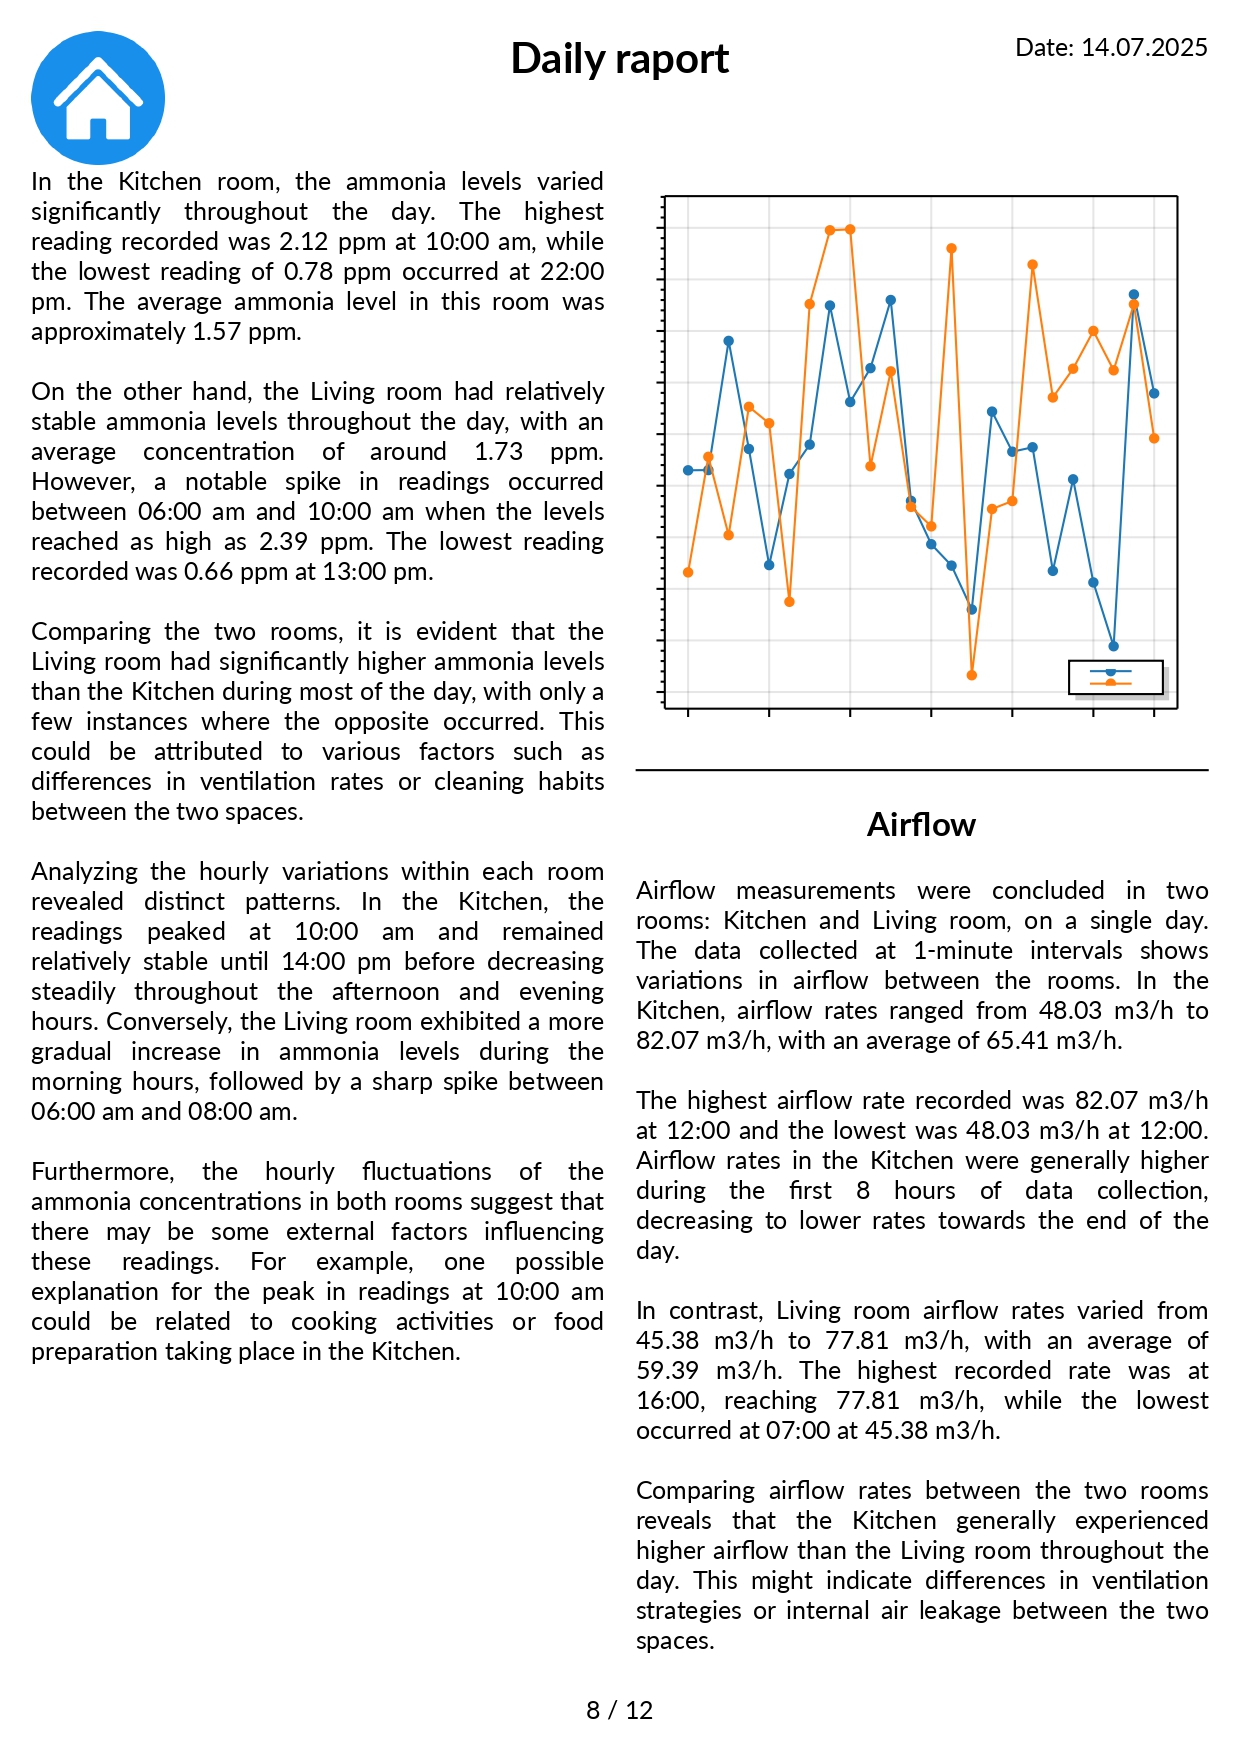 Daily raport
Date: 14.07.2025
In the Kitchen room, the ammonia levels varied
significantly throughout the day. The highest
reading recorded was 2.12 ppm at 10:00 am, while
the lowest reading of 0.78 ppm occurred at 22:00
pm. The average ammonia level in this room was
approximately 1.57 ppm.
On the other hand, the Living room had relatively
stable ammonia levels throughout the day, with an
average concentration of around 1.73 ppm.
However, a notable spike in readings occurred
between 06:00 am and 10:00 am when the levels
reached as high as 2.39 ppm. The lowest reading
recorded was 0.66 ppm at 13:00 pm.
Comparing the two rooms, it is evident that the
Living room had significantly higher ammonia levels
than the Kitchen during most of the day, with only a
few instances where the opposite occurred. This
could be attributed to various factors such as
differences in ventilation rates or cleaning habits
between the two spaces.
Analyzing the hourly variations within each room
revealed distinct patterns. In the Kitchen, the
readings peaked at 10:00 am and remained
relatively stable until 14:00 pm before decreasing
steadily throughout the afternoon and evening
hours. Conversely, the Living room exhibited a more
gradual increase in ammonia levels during the
morning hours, followed by a sharp spike between
06:00 am and 08:00 am.
Furthermore, the hourly fluctuations of the
ammonia concentrations in both rooms suggest that
there may be some external factors influencing
these readings. For example, one possible
explanation for the peak in readings at 10:00 am
could be related to cooking activities or food
preparation taking place in the Kitchen.
Airflow
Airflow measurements were concluded in two
rooms: Kitchen and Living room, on a single day.
The data collected at 1-minute intervals shows
variations in airflow between the rooms. In the
Kitchen, airflow rates ranged from 48.03 m3/h to
82.07 m3/h, with an average of 65.41 m3/h.
The highest airflow rate recorded was 82.07 m3/h
at 12:00 and the lowest was 48.03 m3/h at 12:00.
Airflow rates in the Kitchen were generally higher
during the first 8 hours of data collection,
decreasing to lower rates towards the end of the
day.
In contrast, Living room airflow rates varied from
45.38 m3/h to 77.81 m3/h, with an average of
59.39 m3/h. The highest recorded rate was at
16:00, reaching 77.81 m3/h, while the lowest
occurred at 07:00 at 45.38 m3/h.
Comparing airflow rates between the two rooms
reveals that the Kitchen generally experienced
higher airflow than the Living room throughout the
day. This might indicate differences in ventilation
strategies or internal air leakage between the two
spaces.
8 / 12